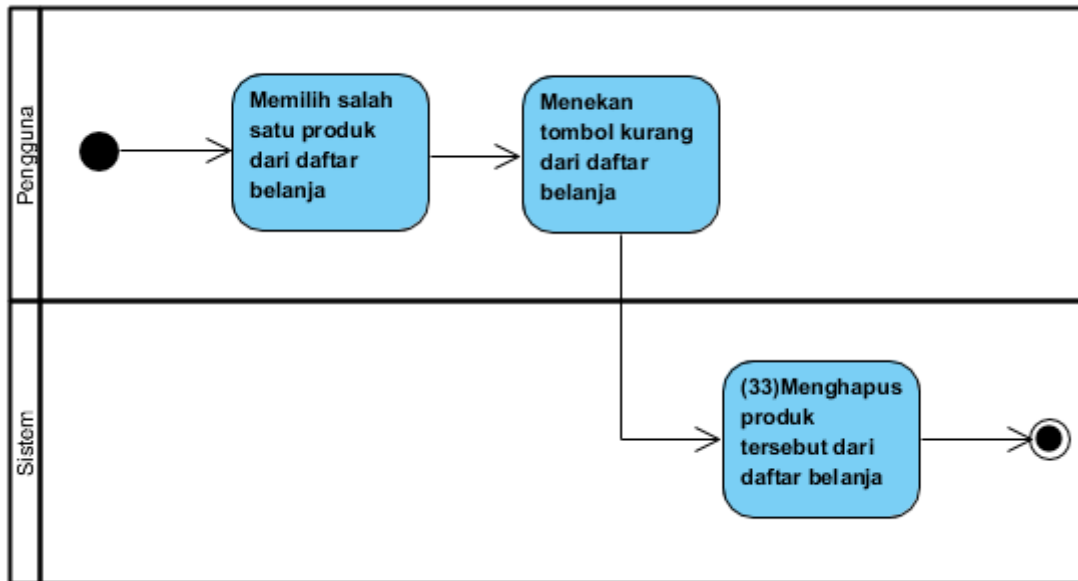 Pengguna
Memilih salah
satu produk
dari daftar
belanja
Menekan
tombol kurang
dari daftar
belanja
Sistem
(33)Menghapus
produk
tersebut dari
daftar belanja